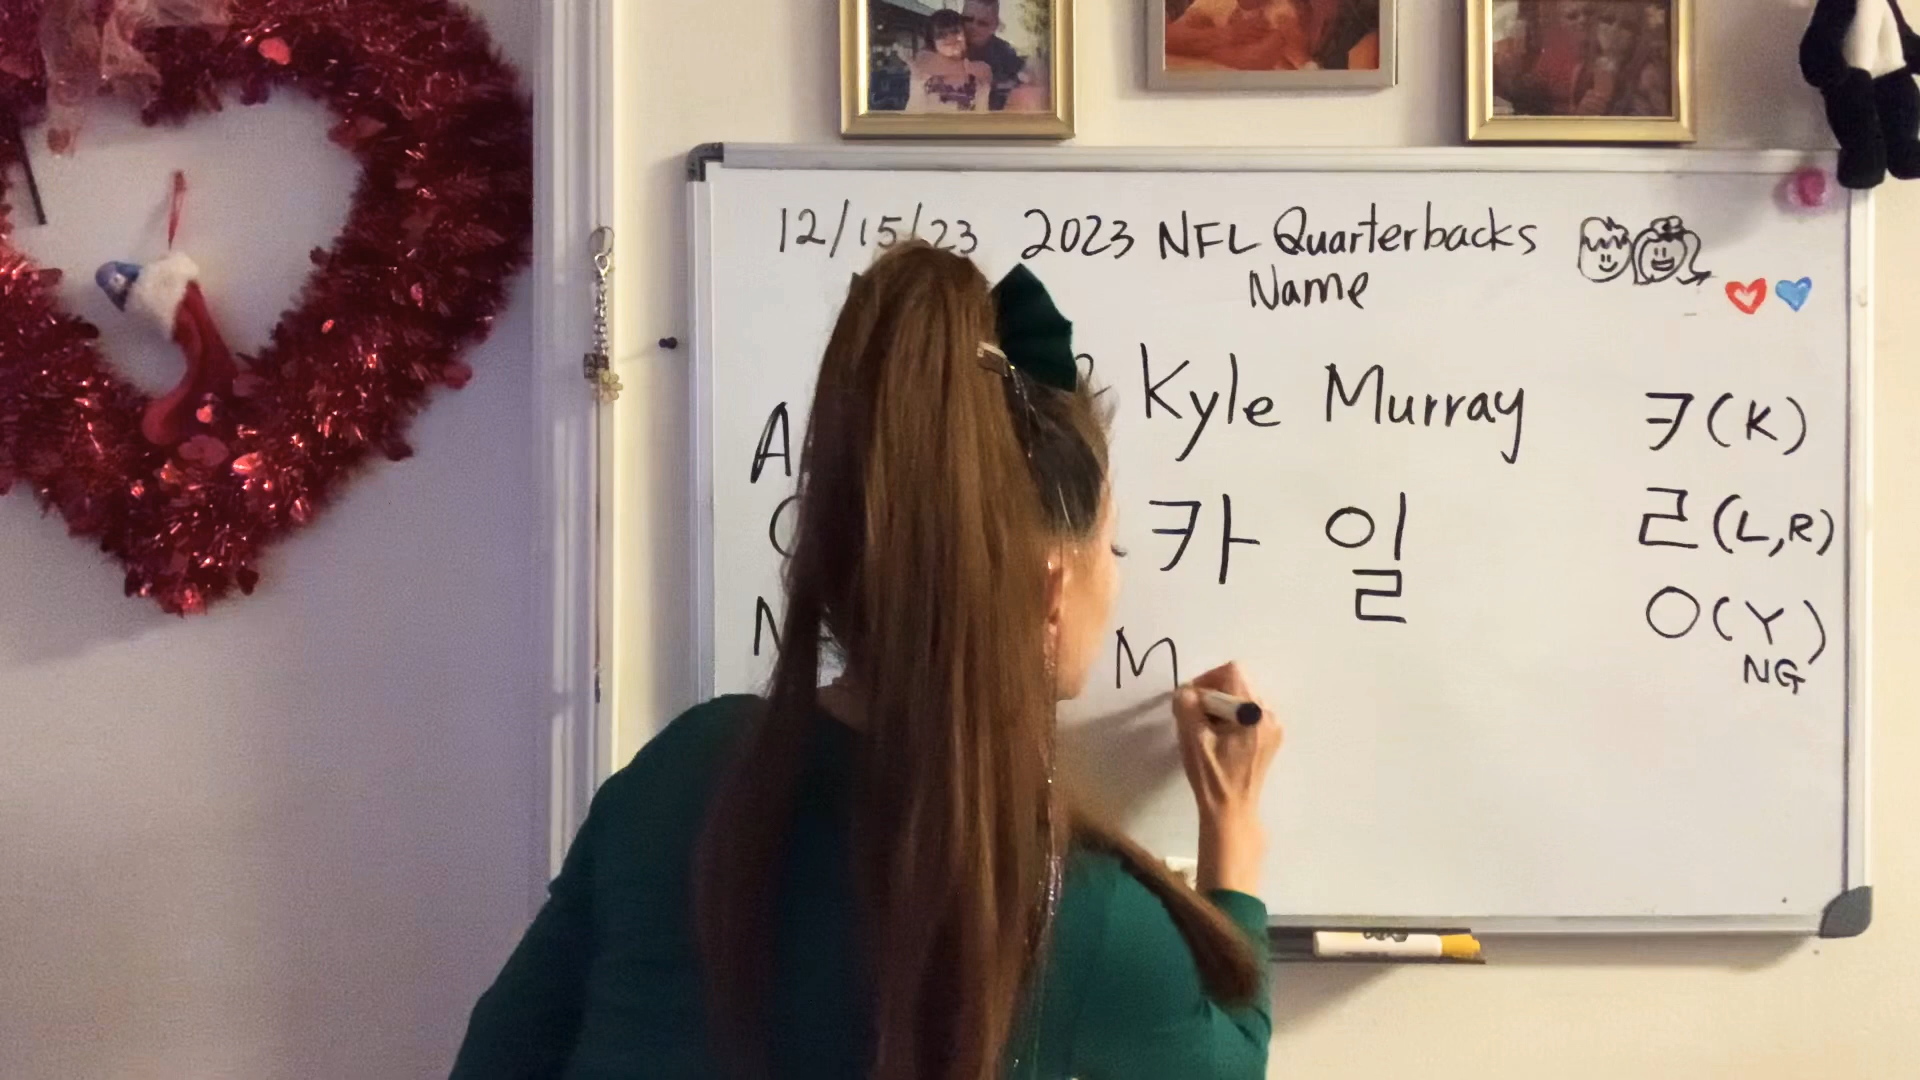 12/15/23 2023 NFL Quarterbacks
Name
Kyle Murray
A
ㅋ(K)
카 일
ㄹ(L,R)
ㅇ(Y)
NG
M